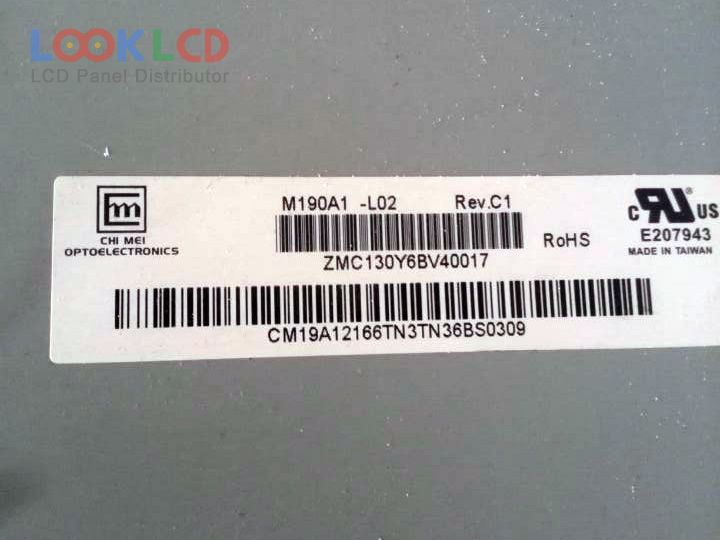 LOOKLCD
LCD Panel Distributor
CHI MEI
OPTOELECTRONICS
M190A1 -L02 Rev.C1
ZMC130Y6BV40017
RoHS
CM19A12166TN3TN36BS0309
c RU US
®
E207943
MADE IN TAIWAN